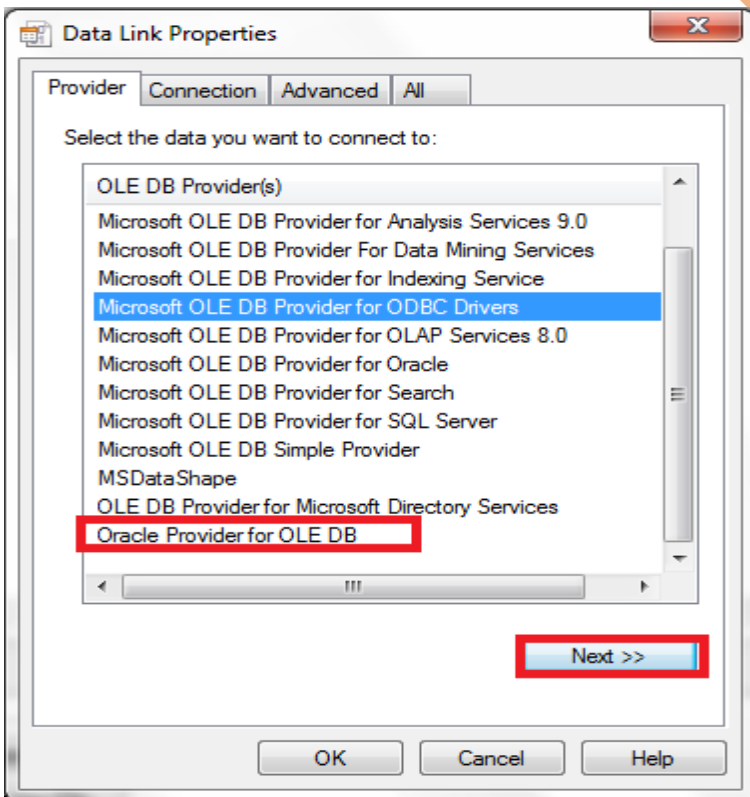 Data Link Properties
Provider Connection Advanced All
Select the data you want to connect to:
OLE DB Provider(s)
Microsoft OLE DB Provider for Analysis Services 9.0
Microsoft OLE DB Provider For Data Mining Services
Microsoft OLE DB Provider for Indexing Service
Microsoft OLE DB Provider for ODBC Drivers
Microsoft OLE DB Provider for OLAP Services 8.0
Microsoft OLE DB Provider for Oracle
Microsoft OLE DB Provider for Search
Microsoft OLE DB Provider for SQL Server
Microsoft OLE DB Simple Provider
MSDataShape
OLE DB Provider for Microsoft Directory Services
Oracle Provider for OLE DB
Next >>
OK Cancel Help